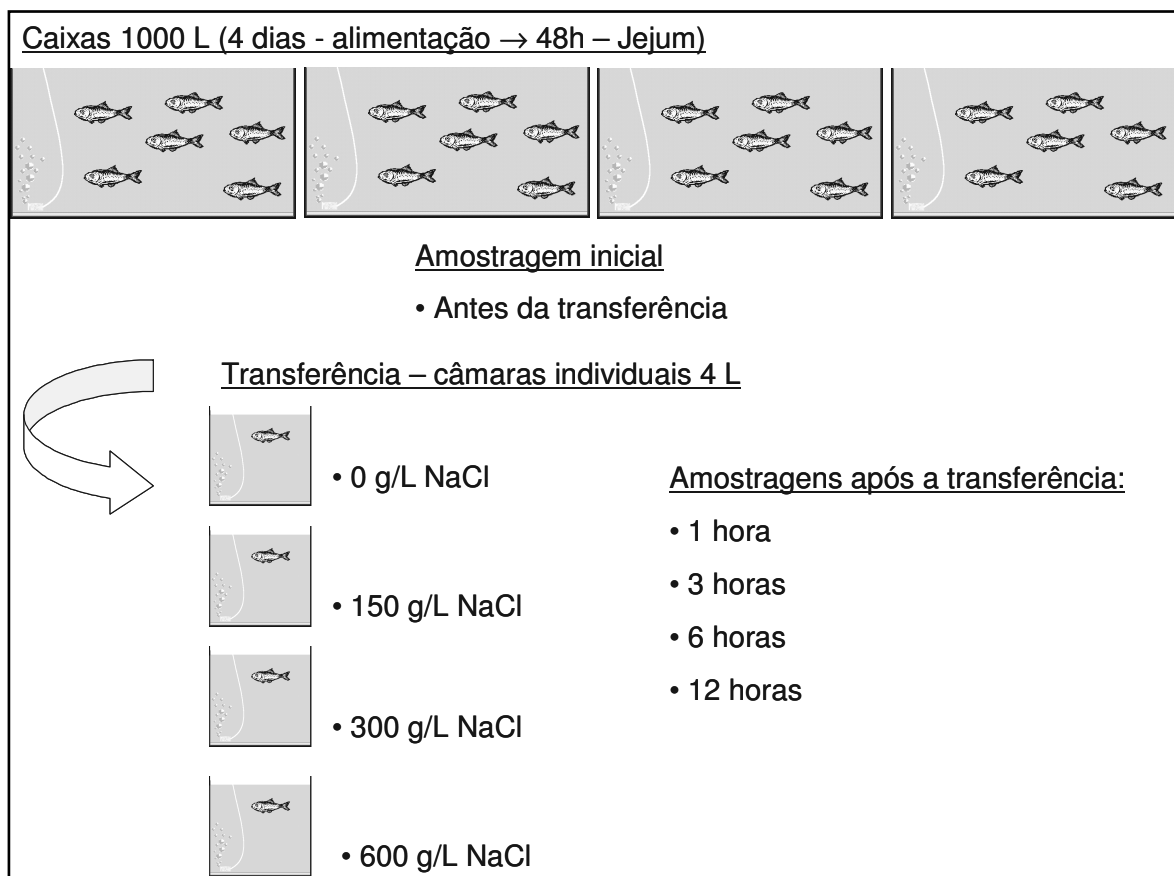 Caixas 1000 L (4 dias - alimentação → 48h – Jejum)
Amostragem inicial
• Antes da transferência
Transferência – câmaras individuais 4 L
• 0 g/L NaCl
• 150 g/L NaCl
• 300 g/L NaCl
• 600 g/L NaCl
Amostragens após a transferência:
• 1 hora
• 3 horas
• 6 horas
• 12 horas